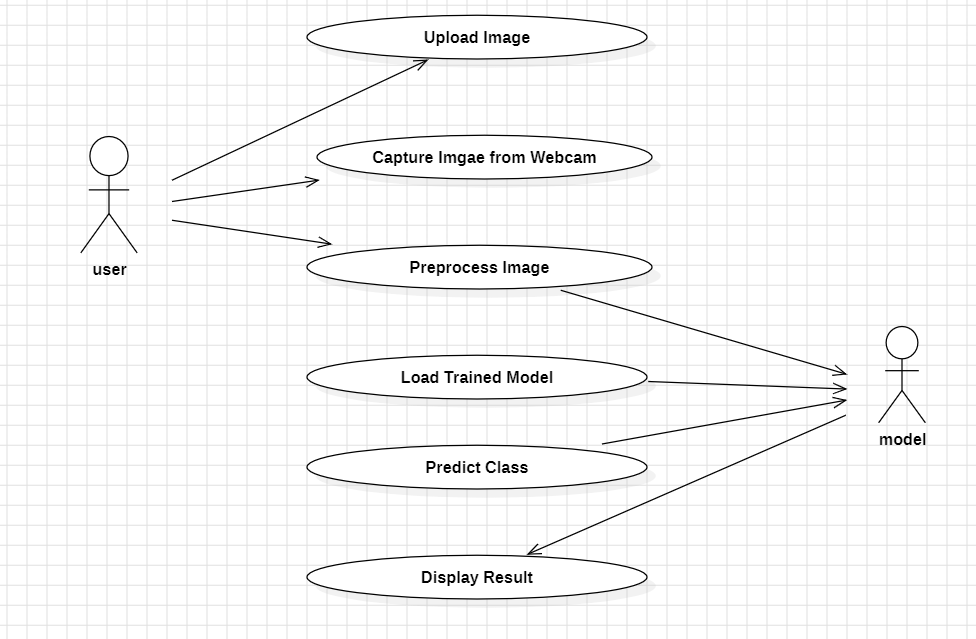 Upload Image
Capture Imgae from Webcam
user
Preprocess Image
Load Trained Model
model
Predict Class
Display Result